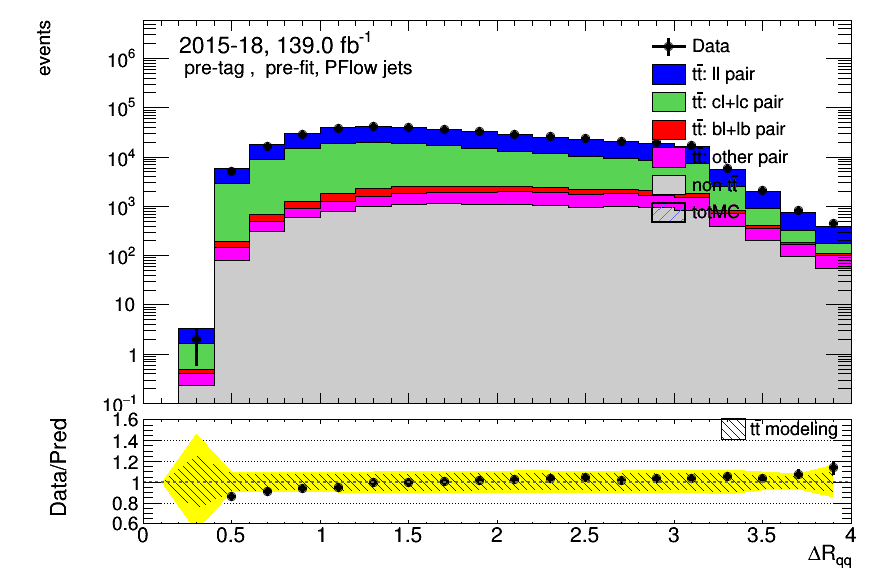 events
10⁶
10⁵
10⁴
10³
10²
10
1
10⁻¹
2015-18, 139.0 fb⁻¹
pre-tag , pre-fit, PFlow jets
Data
tt̄: ll pair
tt̄: cl+lc pair
tt̄: bl+lb pair
tt̄: other pair
non tt̄
totMC
Data/Pred
1.6
1.4
1.2
1
0.8
0.6
tt̄ modeling
0 0.5 1 1.5 2 2.5 3 3.5 4
ΔR_qq